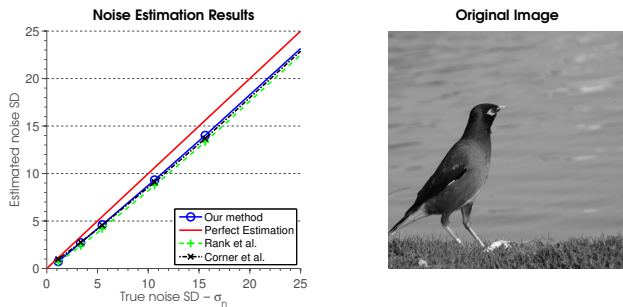 Noise Estimation Results
25
20
15
10
5
0
0 5 10 15 20 25
Estimated noise SD
True noise SD − σn
Our method
Perfect Estimation
Rank et al.
Corner et al.
Original Image